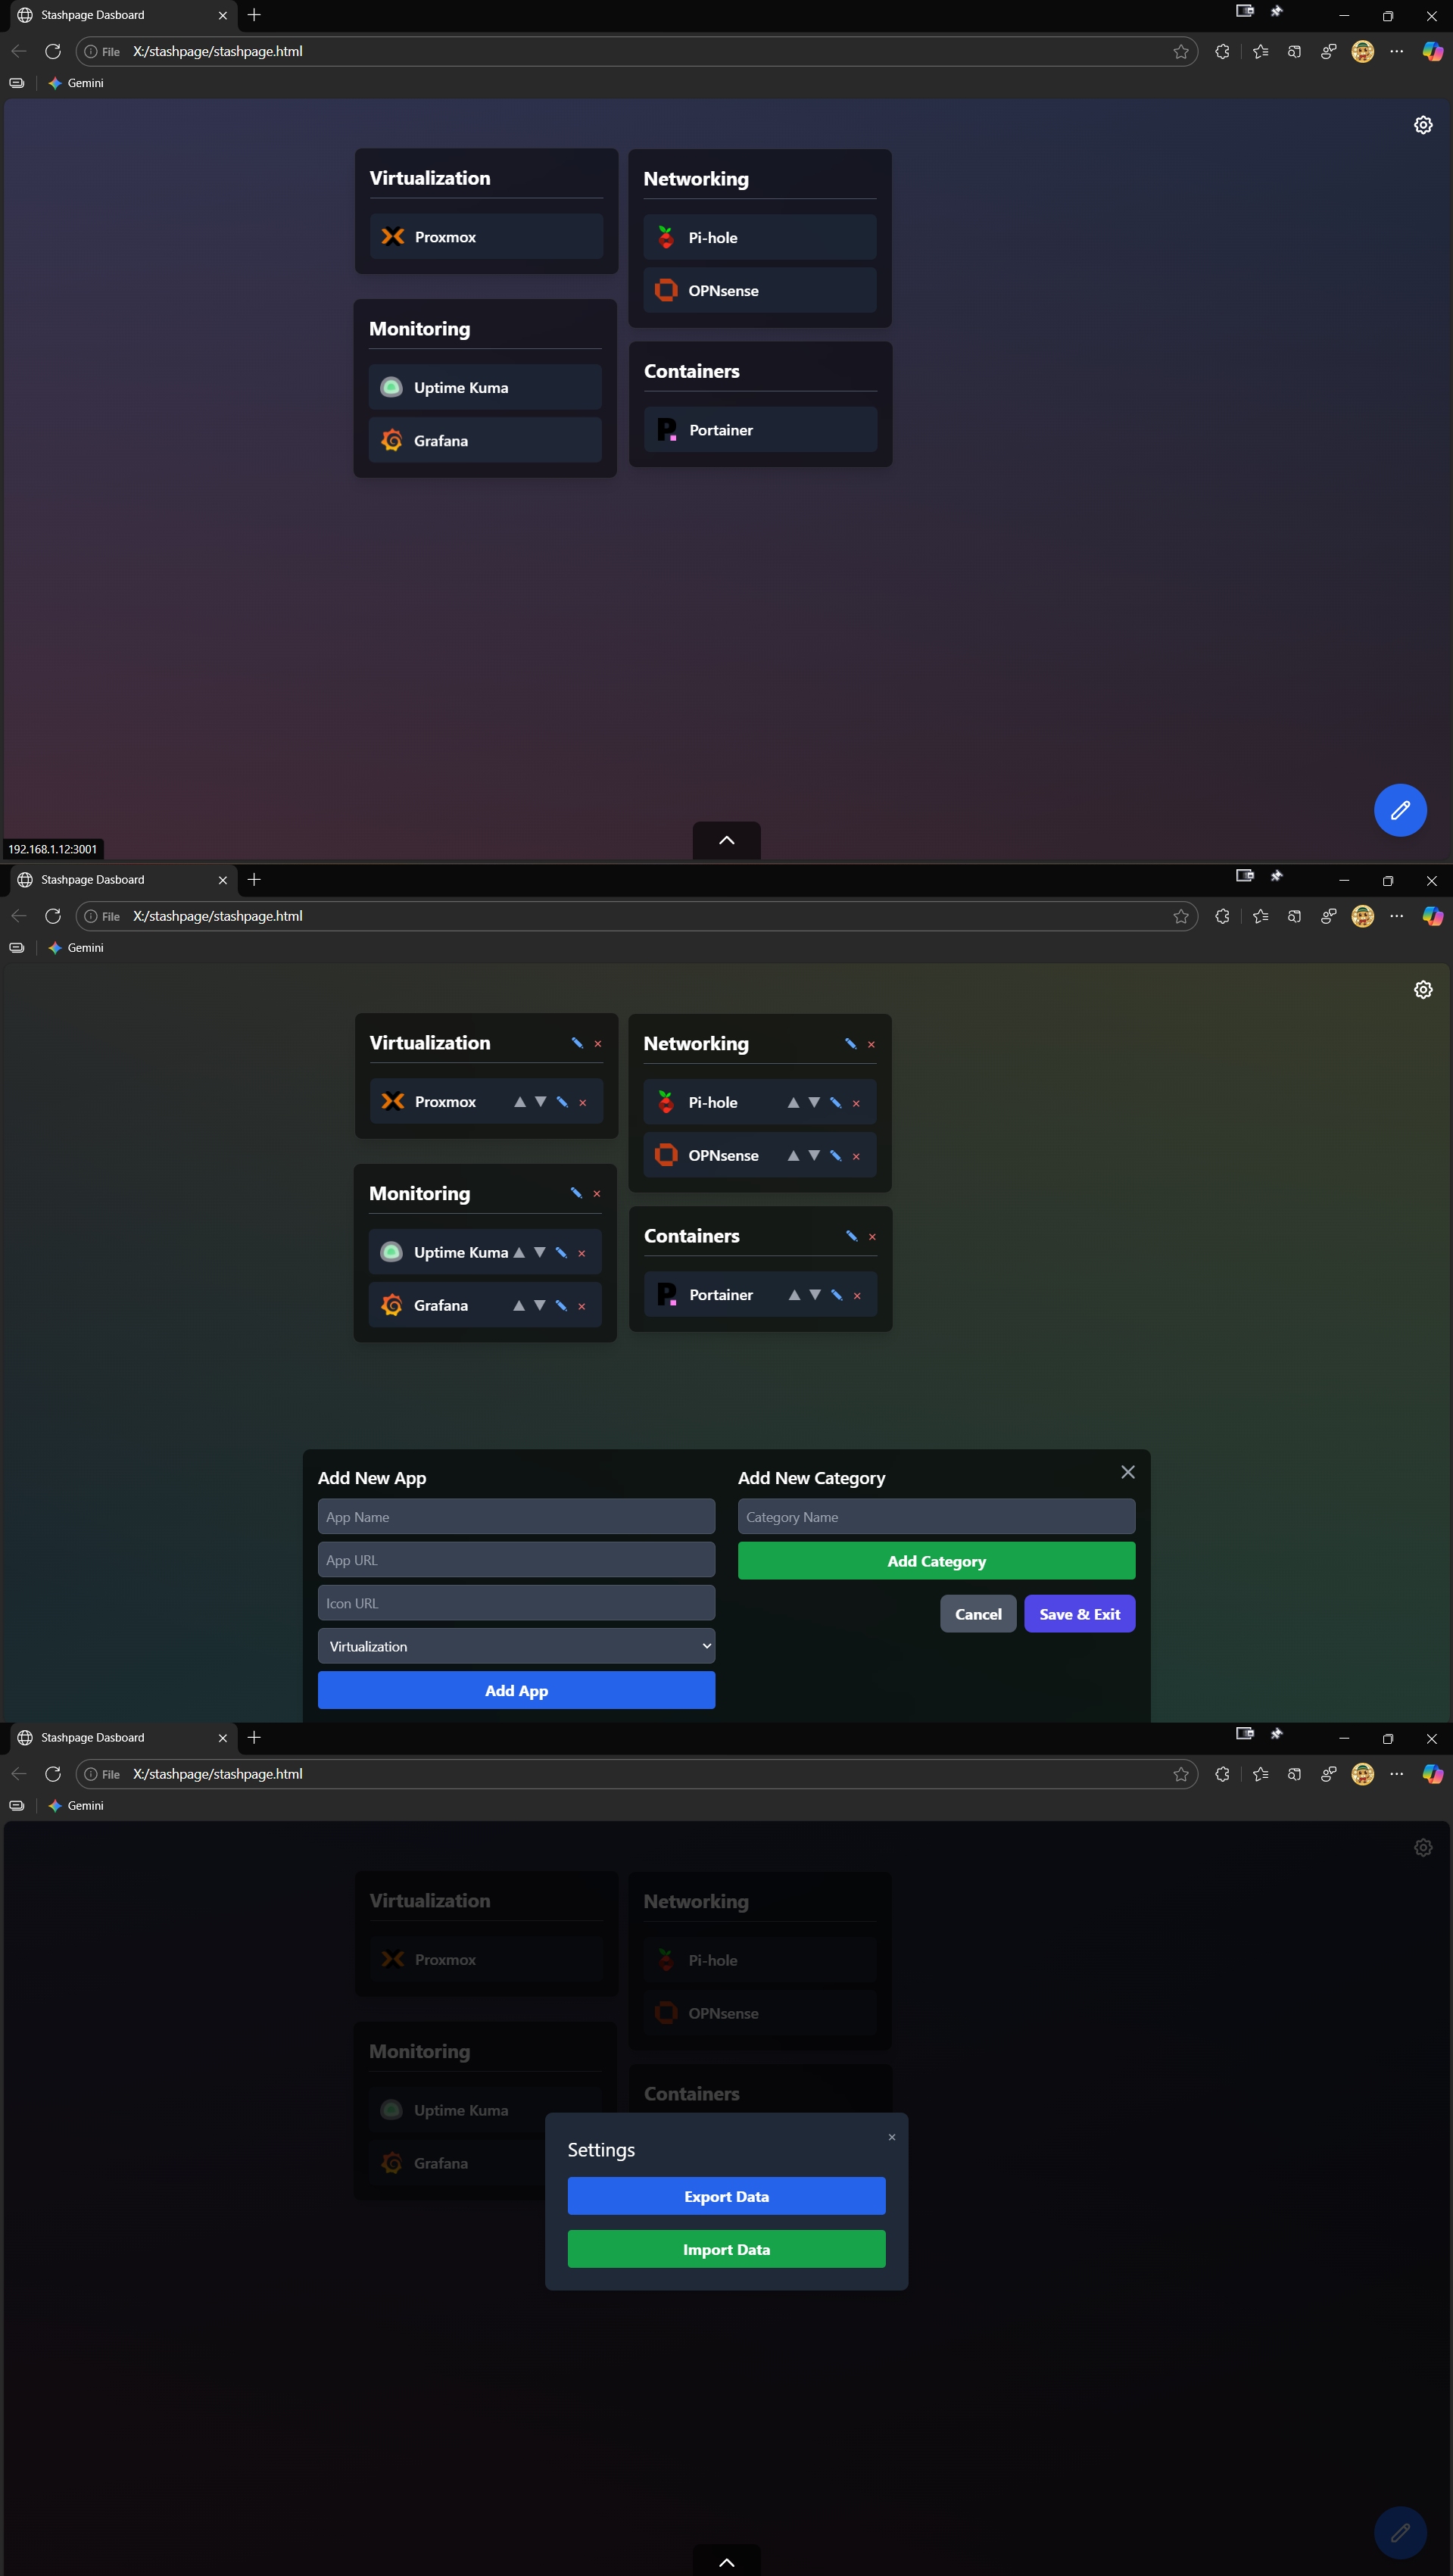 Stashpage Dasboard
File X:/stashpage/stashpage.html
Gemini
Virtualization
Proxmox
Monitoring
Uptime Kuma
Grafana
Networking
Pi-hole
OPNsense
Containers
Portainer
192.168.1.12:3001
Stashpage Dasboard
File X:/stashpage/stashpage.html
Gemini
Virtualization
Proxmox
Monitoring
Uptime Kuma
Grafana
Networking
Pi-hole
OPNsense
Containers
Portainer
Add New App
App Name
App URL
Icon URL
Virtualization
Add App
Add New Category
Category Name
Add Category
Cancel
Save & Exit
Stashpage Dasboard
File X:/stashpage/stashpage.html
Gemini
Virtualization
Proxmox
Monitoring
Uptime Kuma
Grafana
Networking
Pi-hole
OPNsense
Containers
Settings
Export Data
Import Data